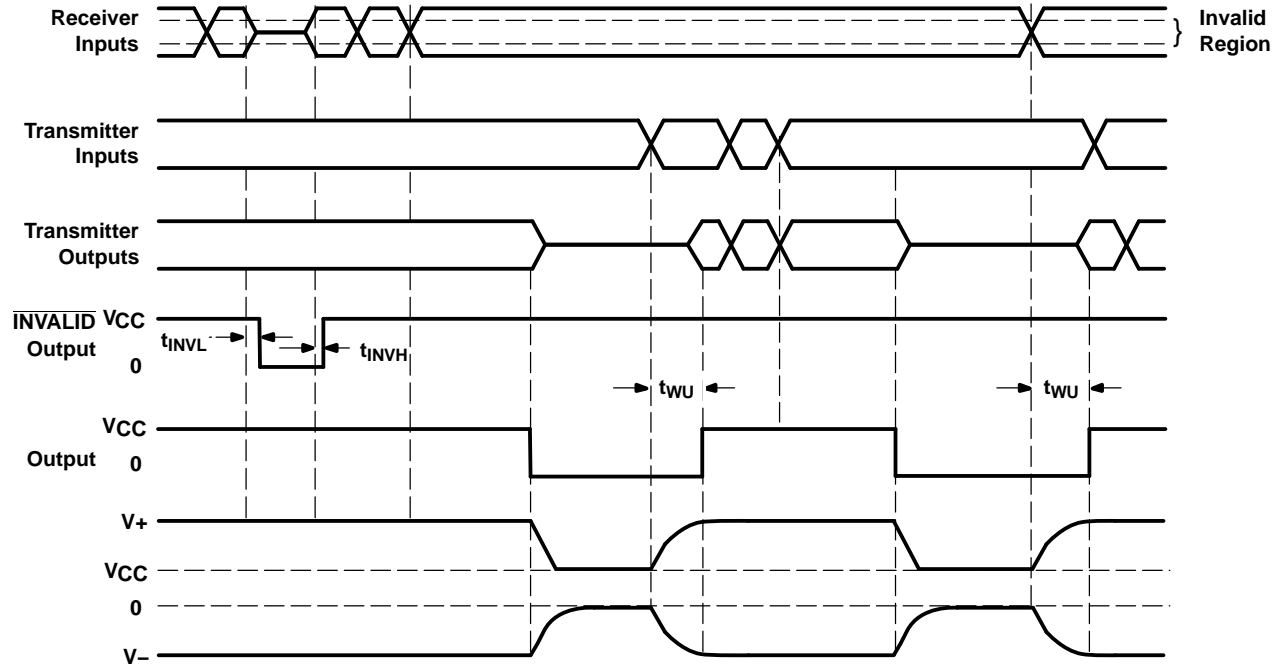 Receiver
Inputs
} Invalid
Region
Transmitter
Inputs
Transmitter
Outputs
INVALID
Output
VCC
0
tINVL
tINVH
tWU
tWU
Output
VCC
0
V+
VCC
0
V−